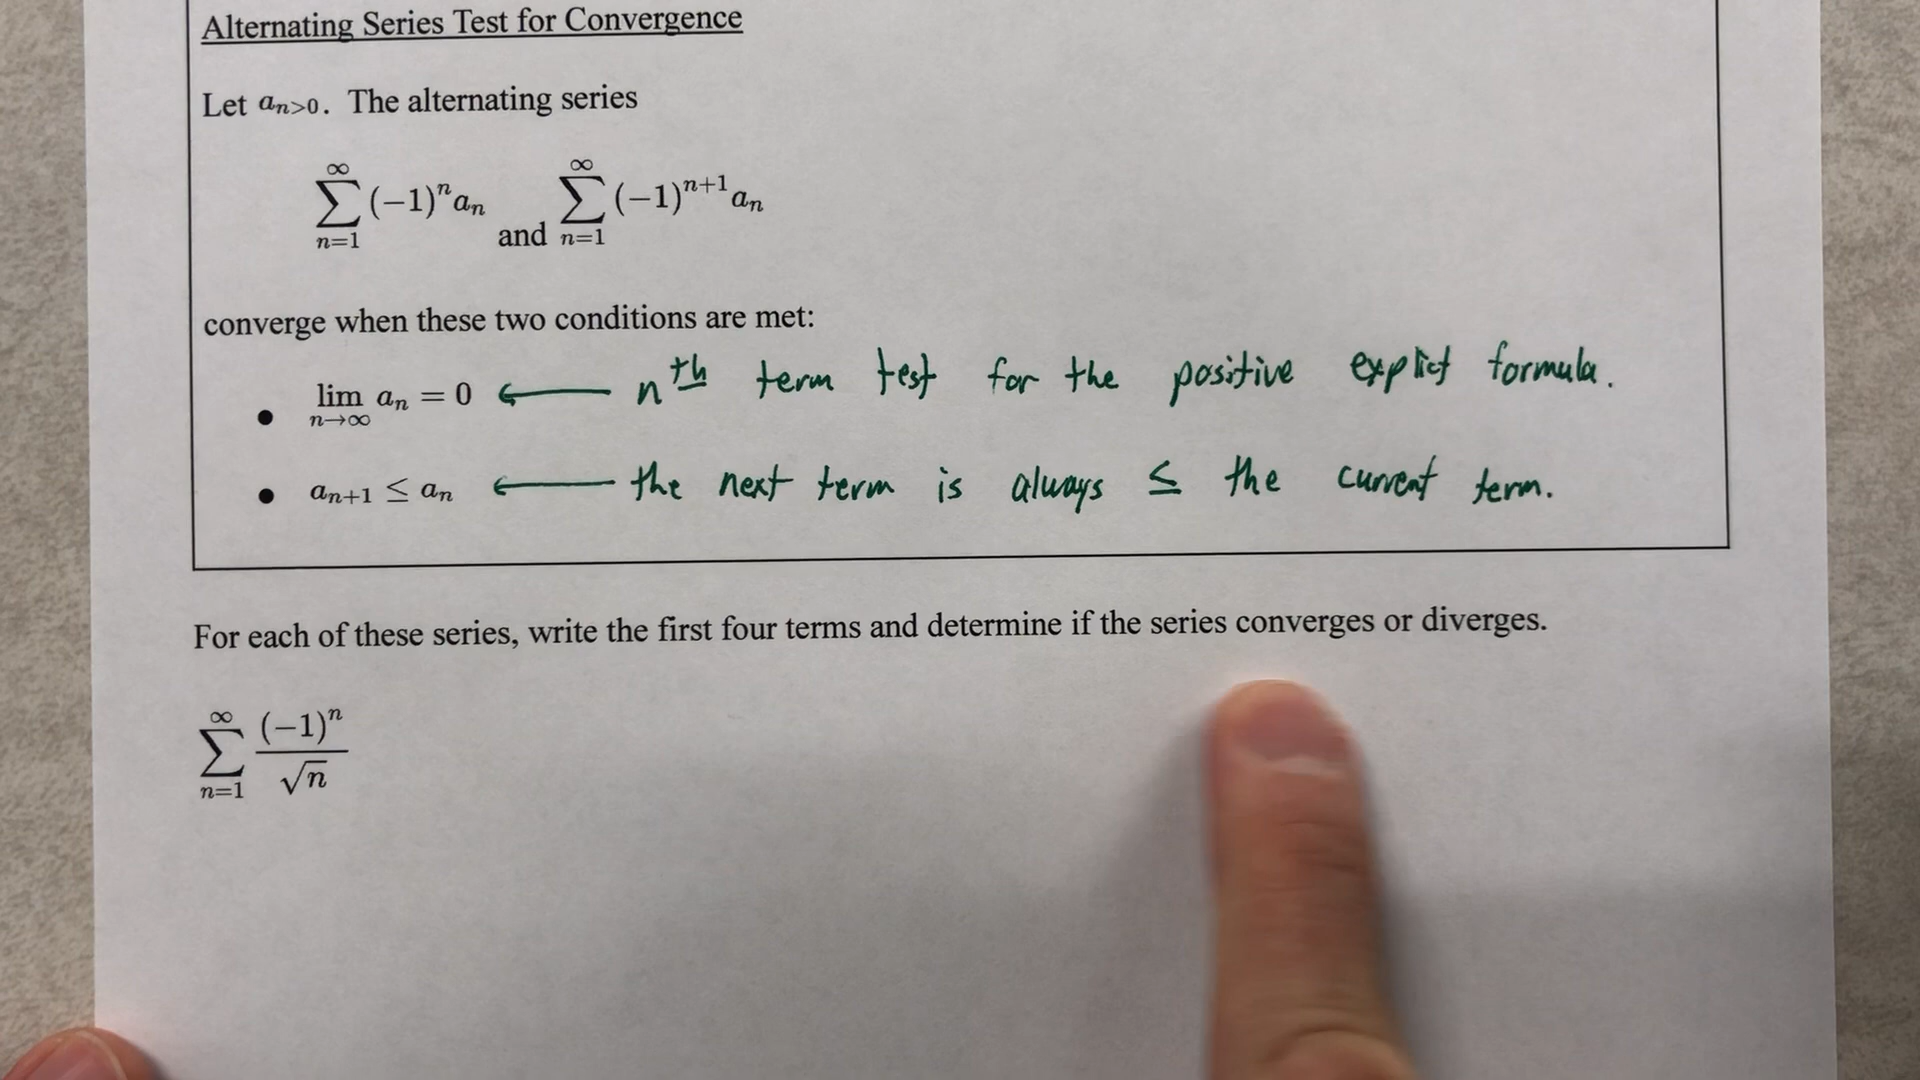 Alternating Series Test for Convergence
Let aₙ>₀. The alternating series
∞ ∑ n=1 (−1)ⁿaₙ and ∞ ∑ n=1 (−1)ⁿ⁺¹aₙ
converge when these two conditions are met:
• lim n→∞ aₙ = 0 ← nth term test for the positive explict formula.
• aₙ₊₁ ≤ aₙ ← the next term is always ≤ the current term.
For each of these series, write the first four terms and determine if the series converges or diverges.
∞ ∑ n=1 (−1)ⁿ / √n